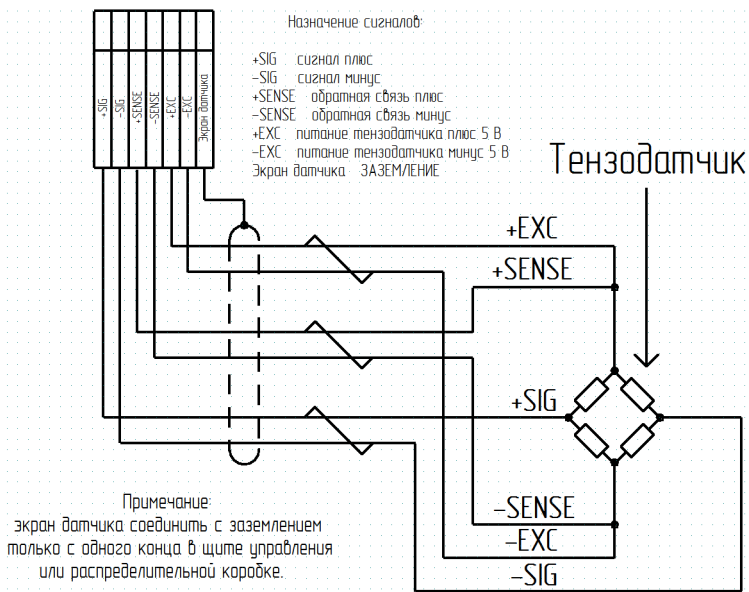 Назначение сигналов:
+SIG сигнал плюс
−SIG сигнал минус
+SENSE обратная связь плюс
−SENSE обратная связь минус
+EXC питание тензодатчика плюс 5 В
−EXC питание тензодатчика минус 5 В
Экран датчика ЗАЗЕМЛЕНИЕ
+SIG
−SIG
+SENSE
−SENSE
+EXC
−EXC
Экран датчика
Тензодатчик
+EXC
+SENSE
+SIG
−SENSE
−EXC
−SIG
Примечание:
экран датчика соединить с заземлением
только с одного конца в щите управления
или распределительной коробке.